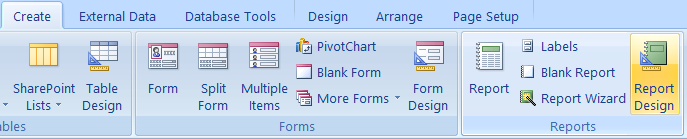 Create External Data Database Tools Design Arrange Page Setup
SharePoint Lists
Table Design
Form
Split Form
Multiple Items
PivotChart
Blank Form
More Forms
Form Design
Report
Labels
Blank Report
Report Wizard
Report Design
Forms
Reports